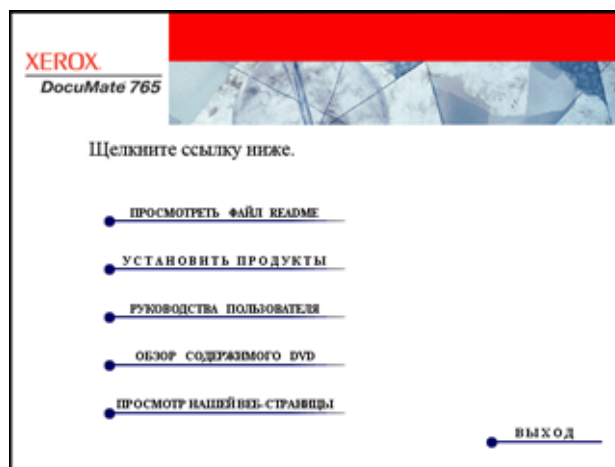 XEROX.
DocuMate 765
Щелкните ссылку ниже.
ПРОСМОТРЕТЬ ФАЙЛ README
УСТАНОВИТЬ ПРОДУКТЫ
РУКОВОДСТВА ПОЛЬЗОВАТЕЛЯ
ОБЗОР СОДЕРЖИМОГО DVD
ПРОСМОТР НАШЕЙ ВЕБ-СТРАНИЦЫ
ВЫХОД